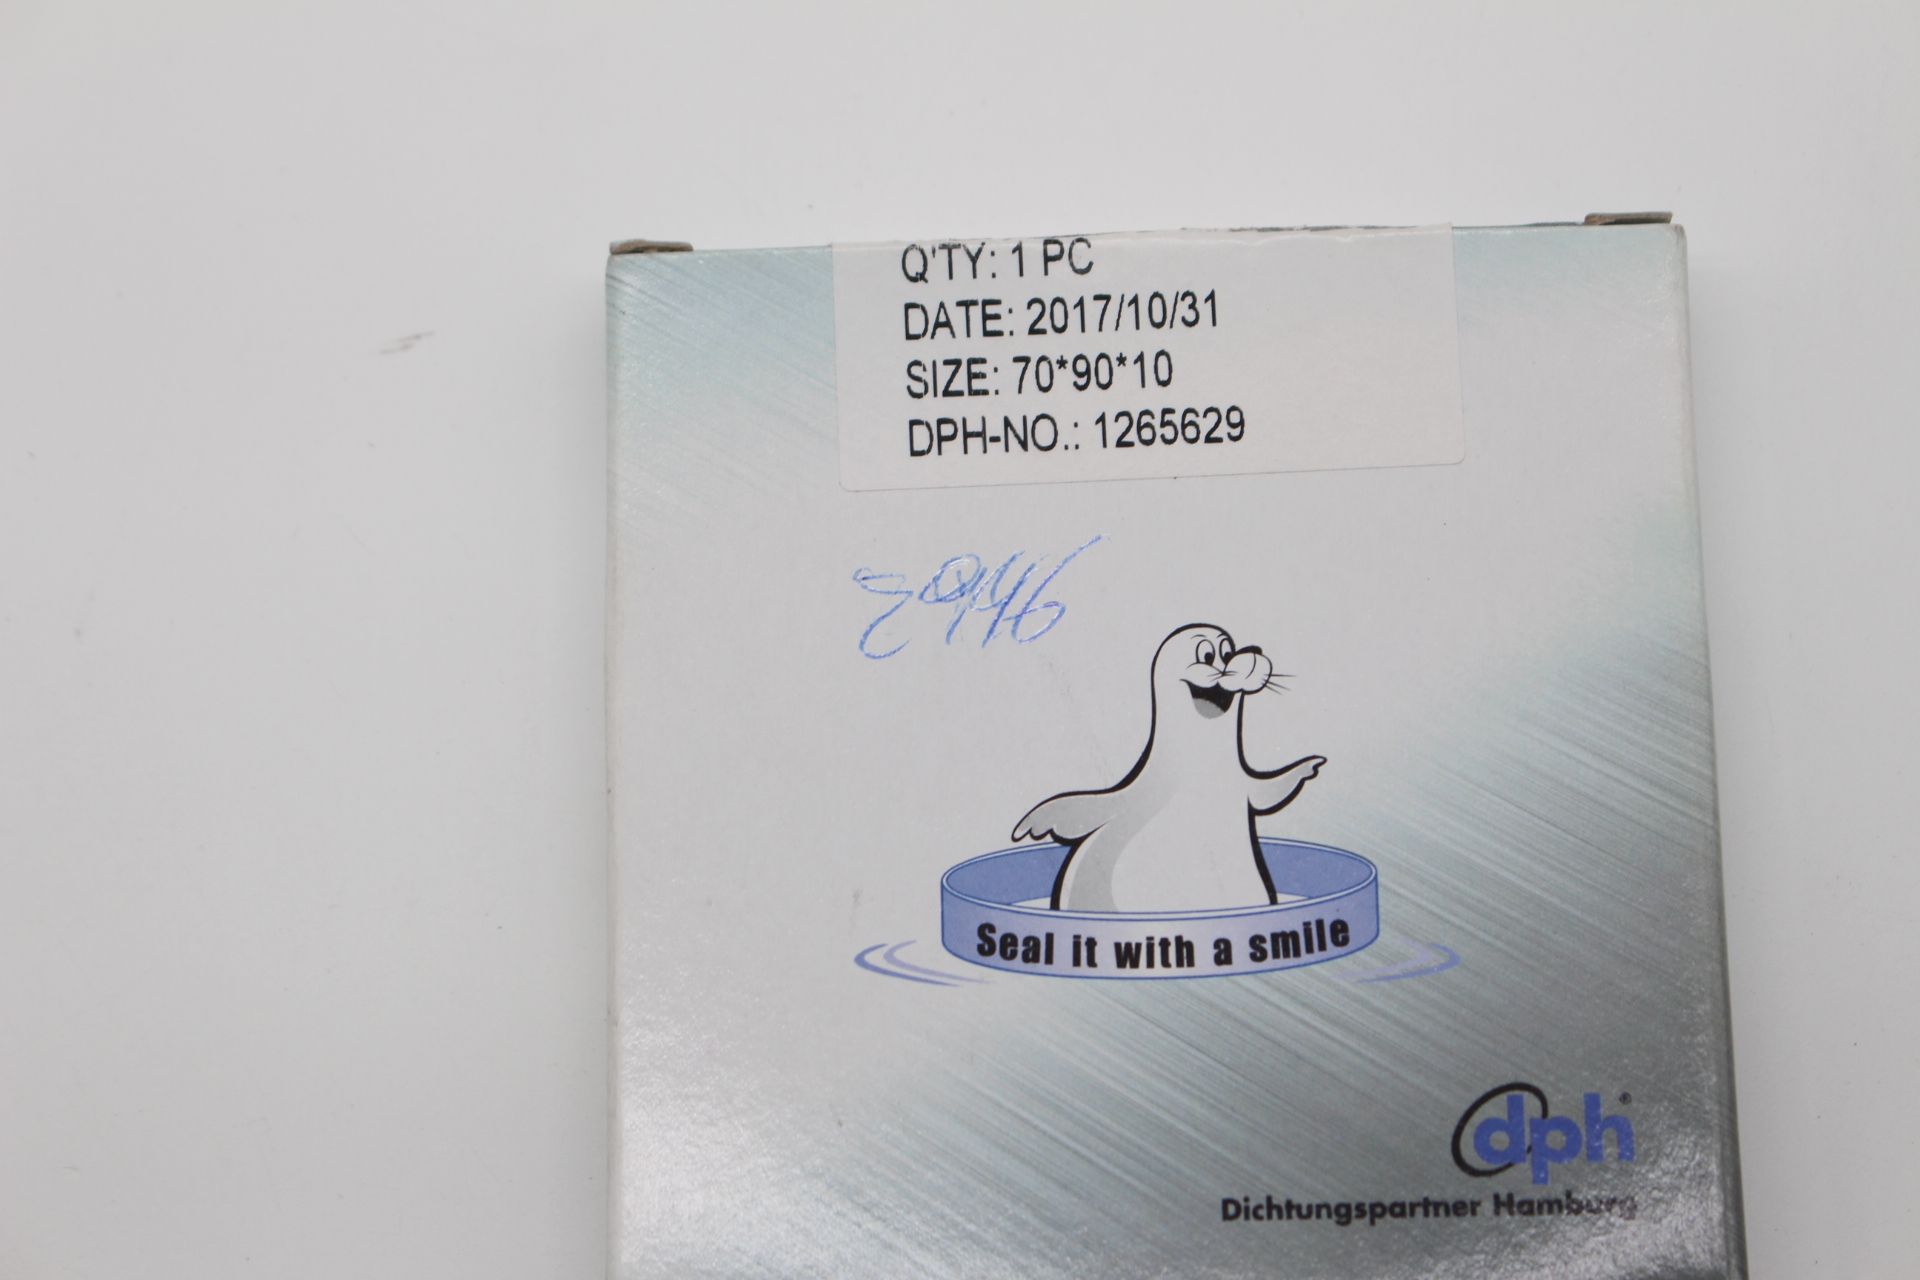 Q'TY: 1 PC
DATE: 2017/10/31
SIZE: 70*90*10
DPH-NO.: 1265629
Seal it with a smile
dph®
Dichtungspartner Hamburg